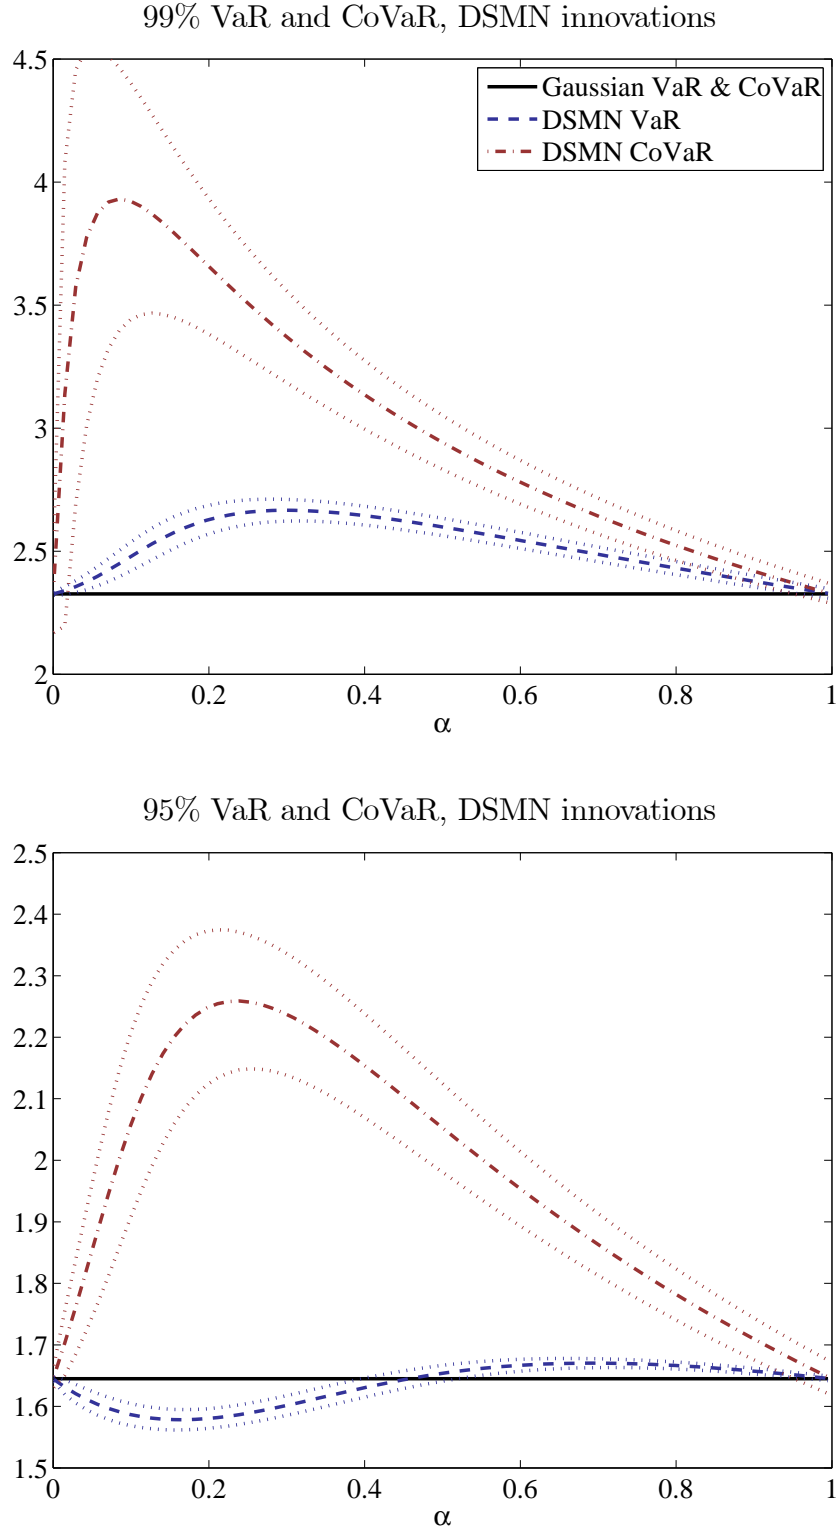 99% VaR and CoVaR, DSMN innovations
4.5
4
3.5
3
2.5
2
Gaussian VaR & CoVaR
DSMN VaR
DSMN CoVaR
0 0.2 0.4 0.6 0.8 1
α
95% VaR and CoVaR, DSMN innovations
2.5
2.4
2.3
2.2
2.1
2
1.9
1.8
1.7
1.6
1.5
0 0.2 0.4 0.6 0.8 1
α